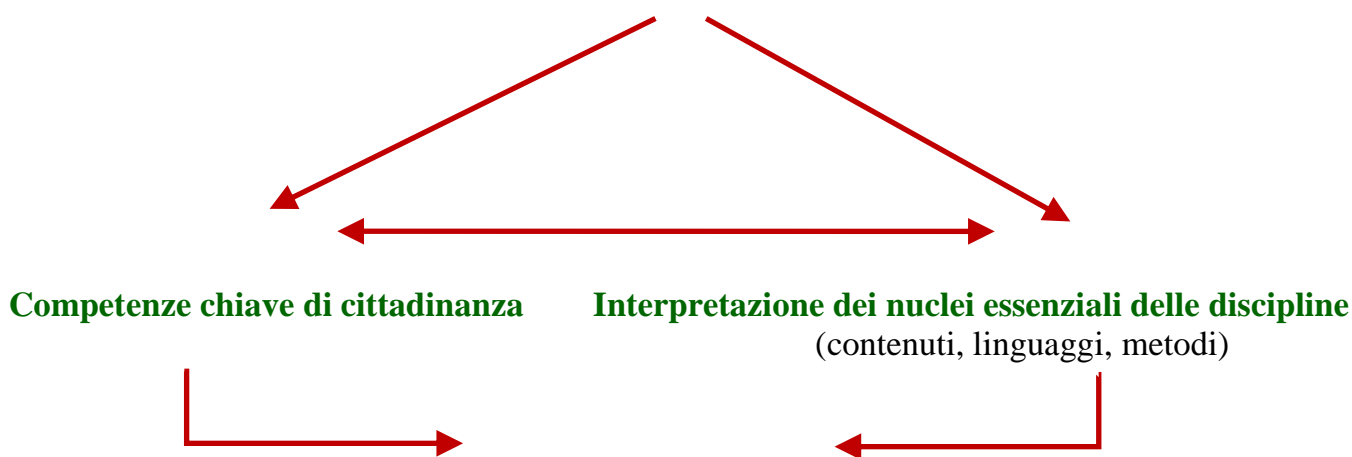 Competenze chiave di cittadinanza Interpretazione dei nuclei essenziali delle discipline
(contenuti, linguaggi, metodi)